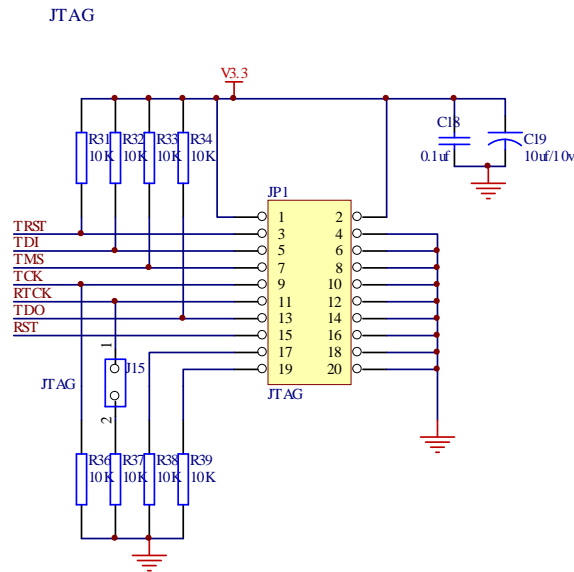 JTAG
V3.3
R31 R32 R33 R34
10K 10K 10K 10K
C18
0.1uf
C19
10uf/10v
JP1
1 2
TRST 3 4
TDI 5 6
TMS 7 8
TCK 9 10
RTCK 11 12
TDO 13 14
RST 15 16
17 18
19 20
JTAG
1
J15
JTAG
2
R36 R37 R38 R39
10K 10K 10K 10K